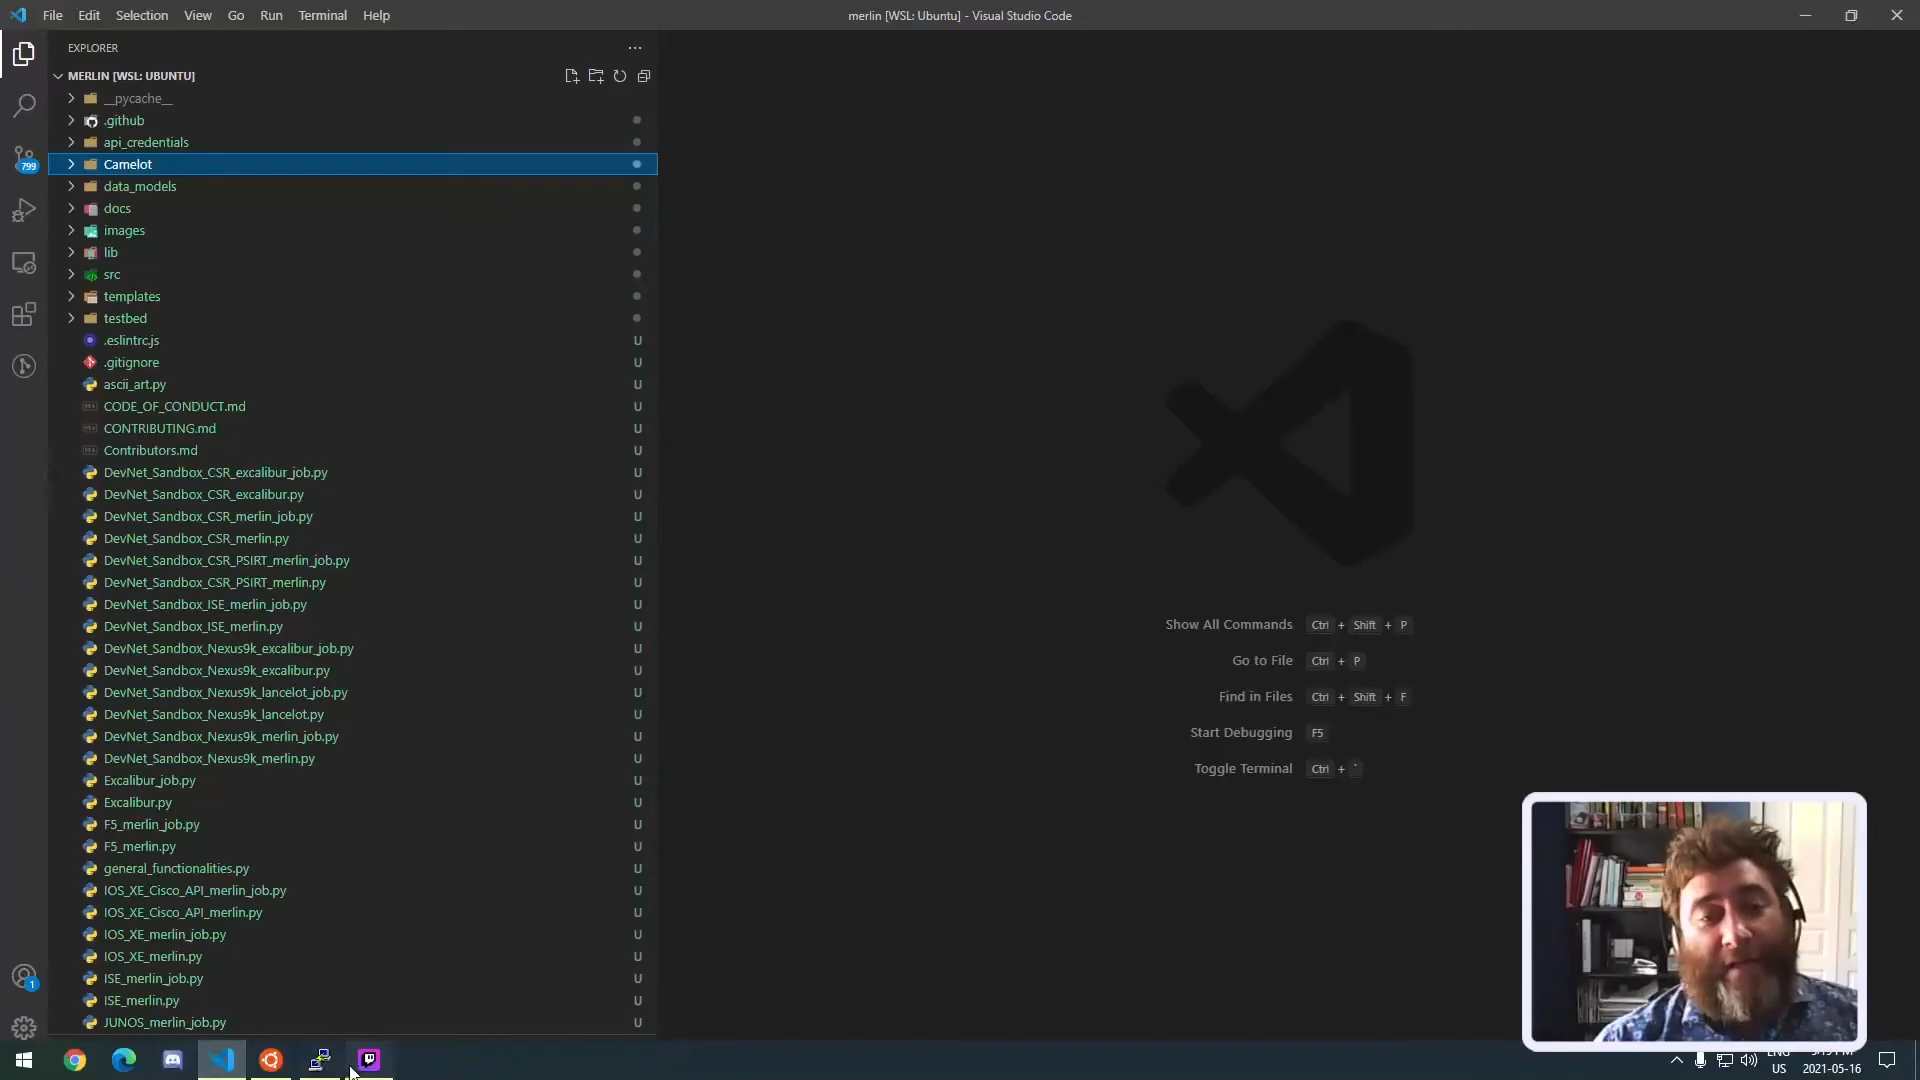 File Edit Selection View Go Run Terminal Help
merlin [WSL: Ubuntu] - Visual Studio Code
EXPLORER
MERLIN [WSL: UBUNTU]
__pycache__
.github
api_credentials
Camelot
data_models
docs
images
lib
src
templates
testbed
.eslintrc.js U
.gitignore U
ascii_art.py U
CODE_OF_CONDUCT.md U
CONTRIBUTING.md U
Contributors.md U
DevNet_Sandbox_CSR_excalibur_job.py U
DevNet_Sandbox_CSR_excalibur.py U
DevNet_Sandbox_CSR_merlin_job.py U
DevNet_Sandbox_CSR_merlin.py U
DevNet_Sandbox_CSR_PSIRT_merlin_job.py U
DevNet_Sandbox_CSR_PSIRT_merlin.py U
DevNet_Sandbox_ISE_merlin_job.py U
DevNet_Sandbox_ISE_merlin.py U
DevNet_Sandbox_Nexus9k_excalibur_job.py U
DevNet_Sandbox_Nexus9k_excalibur.py U
DevNet_Sandbox_Nexus9k_lancelot_job.py U
DevNet_Sandbox_Nexus9k_lancelot.py U
DevNet_Sandbox_Nexus9k_merlin_job.py U
DevNet_Sandbox_Nexus9k_merlin.py U
Excalibur_job.py U
Excalibur.py U
F5_merlin_job.py U
F5_merlin.py U
general_functionalities.py U
IOS_XE_Cisco_API_merlin_job.py U
IOS_XE_Cisco_API_merlin.py U
IOS_XE_merlin_job.py U
IOS_XE_merlin.py U
ISE_merlin_job.py U
ISE_merlin.py U
JUNOS_merlin_job.py U
799
1
Show All Commands Ctrl + Shift + P
Go to File Ctrl + P
Find in Files Ctrl + Shift + F
Start Debugging F5
Toggle Terminal Ctrl + `
ENG
US 2021-05-16